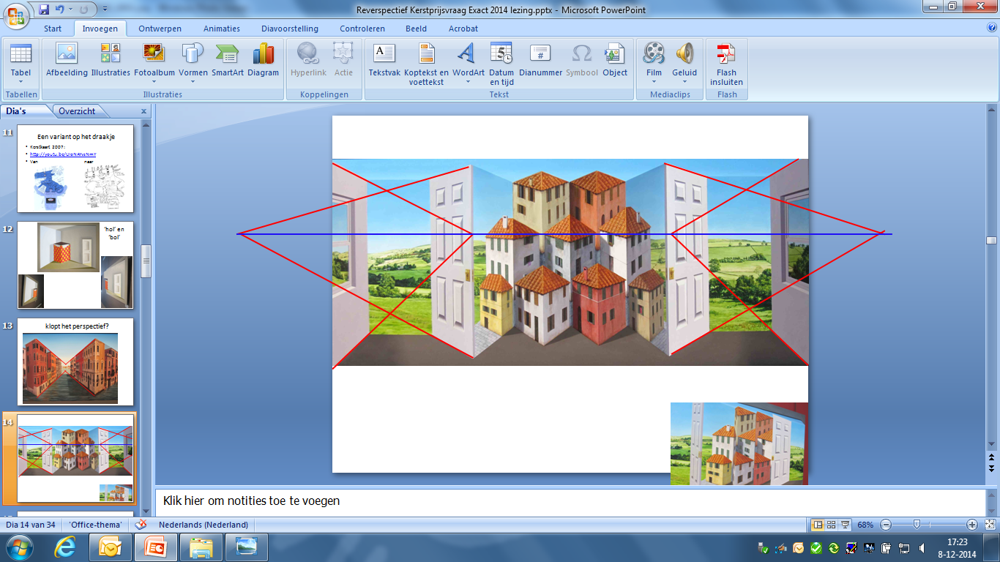 Reverspectief Kerstprijsvraag Exact 2014 lezing.pptx - Microsoft PowerPoint
Start Invoegen Ontwerpen Animaties Diavoorstelling Controleren Beeld Acrobat
Tabel Afbeelding Illustraties Fotoalbum Vormen SmartArt Diagram Hyperlink Actie Tekstvak Koptekst en WordArt Datum Dianummer Symbool Object Film Geluid Flash
voettekst en tijd insluiten
Tabellen Illustraties Koppelingen Tekst Mediaclips Flash
Dia's Overzicht x
11
Een variant op het draakje
• Kerstkaart 2007:
• Van naar
12
'hol' en
'bol'
13
klopt het perspectief?
14
Klik hier om notities toe te voegen
Dia 14 van 34 'Office-thema' Nederlands (Nederland) 68%
17:23
8-12-2014